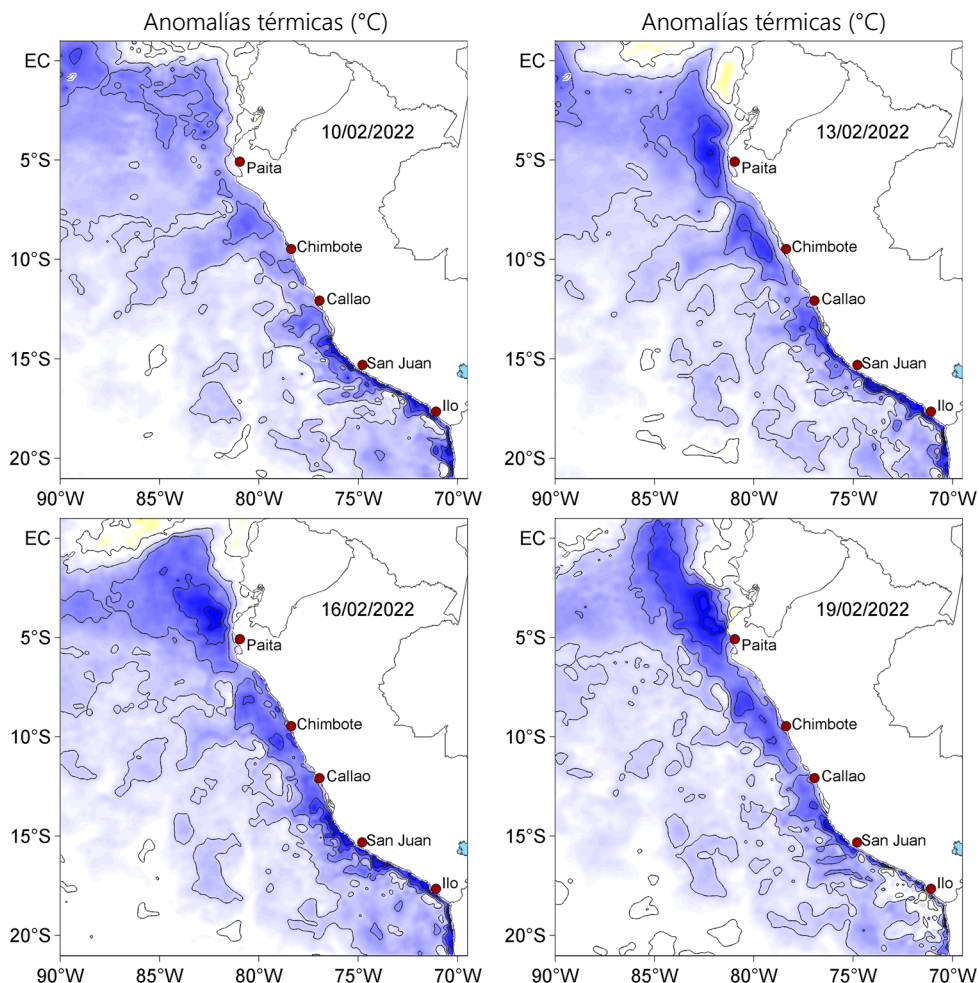 Anomalías térmicas (°C)
Anomalías térmicas (°C)
EC
5°S
10°S
15°S
20°S
90°W
85°W
80°W
75°W
70°W
10/02/2022
Paita
Chimbote
Callao
San Juan
Ilo
EC
5°S
10°S
15°S
20°S
90°W
85°W
80°W
75°W
70°W
13/02/2022
Paita
Chimbote
Callao
San Juan
Ilo
EC
5°S
10°S
15°S
20°S
90°W
85°W
80°W
75°W
70°W
16/02/2022
Paita
Chimbote
Callao
San Juan
Ilo
EC
5°S
10°S
15°S
20°S
90°W
85°W
80°W
75°W
70°W
19/02/2022
Paita
Chimbote
Callao
San Juan
Ilo